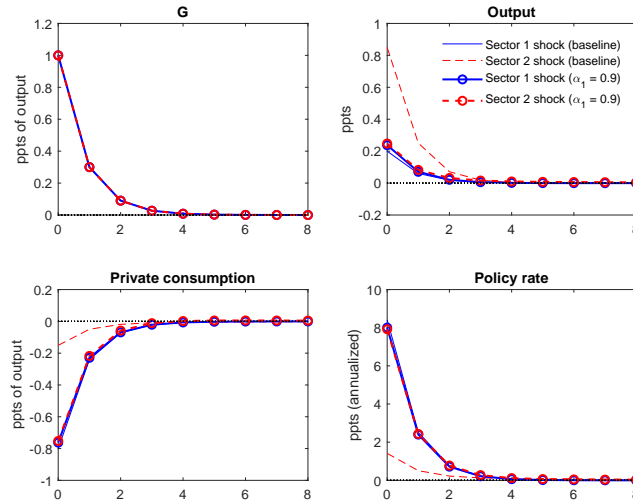 G
ppts of output
1.2
1
0.8
0.6
0.4
0.2
0
0 2 4 6 8
Output
ppts
1
0.8
0.6
0.4
0.2
0
-0.2
0 2 4 6 8
Sector 1 shock (baseline)
Sector 2 shock (baseline)
Sector 1 shock (α₁ = 0.9)
Sector 2 shock (α₁ = 0.9)
Private consumption
ppts of output
0.2
0
-0.2
-0.4
-0.6
-0.8
-1
0 2 4 6 8
Policy rate
ppts (annualized)
10
8
6
4
2
0
0 2 4 6 8